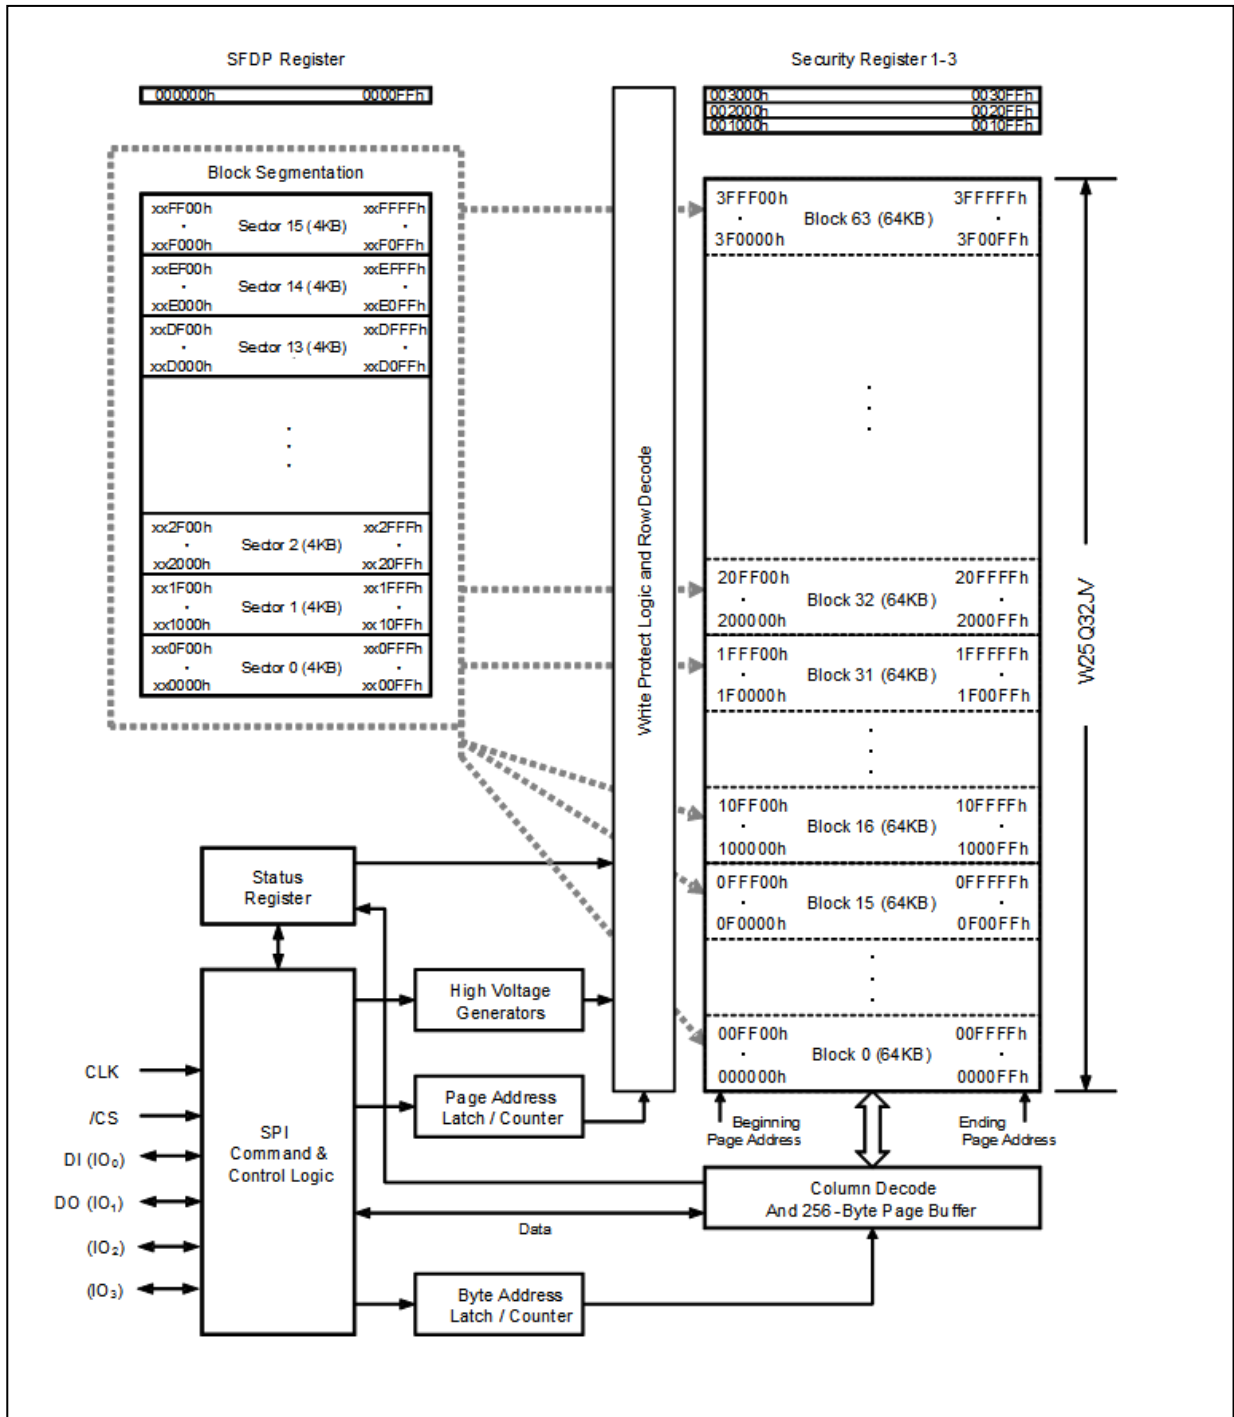 SFDP Register
000000h 0000FFh
Security Register 1-3
003000h 0030FFh
002000h 0020FFh
001000h 0010FFh
Block Segmentation
xxFF00h xxFFFFh
Sector 15 (4KB)
xxF000h xxF0FFh
xxEF00h xxEFFFh
Sector 14 (4KB)
xxE000h xxE0FFh
xxDF00h xxDFFFh
Sector 13 (4KB)
xxD000h xxD0FFh
xx2F00h xx2FFFh
Sector 2 (4KB)
xx2000h xx20FFh
xx1F00h xx1FFFh
Sector 1 (4KB)
xx1000h xx10FFh
xx0F00h xx0FFFh
Sector 0 (4KB)
xx0000h xx00FFh
Write Protect Logic and Row Decode
3FFF00h 3FFFFFh
Block 63 (64KB)
3F0000h 3F00FFh
20FF00h 20FFFFh
Block 32 (64KB)
200000h 2000FFh
1FFF00h 1FFFFFh
Block 31 (64KB)
1F0000h 1F00FFh
10FF00h 10FFFFh
Block 16 (64KB)
100000h 1000FFh
0FFF00h 0FFFFFh
Block 15 (64KB)
0F0000h 0F00FFh
00FF00h 00FFFFh
Block 0 (64KB)
000000h 0000FFh
W25Q32JV
Beginning
Page Address
Ending
Page Address
Status
Register
High Voltage
Generators
Page Address
Latch / Counter
SPI
Command &
Control Logic
CLK
/CS
DI (IO0)
DO (IO1)
(IO2)
(IO3)
Column Decode
And 256-Byte Page Buffer
Data
Byte Address
Latch / Counter